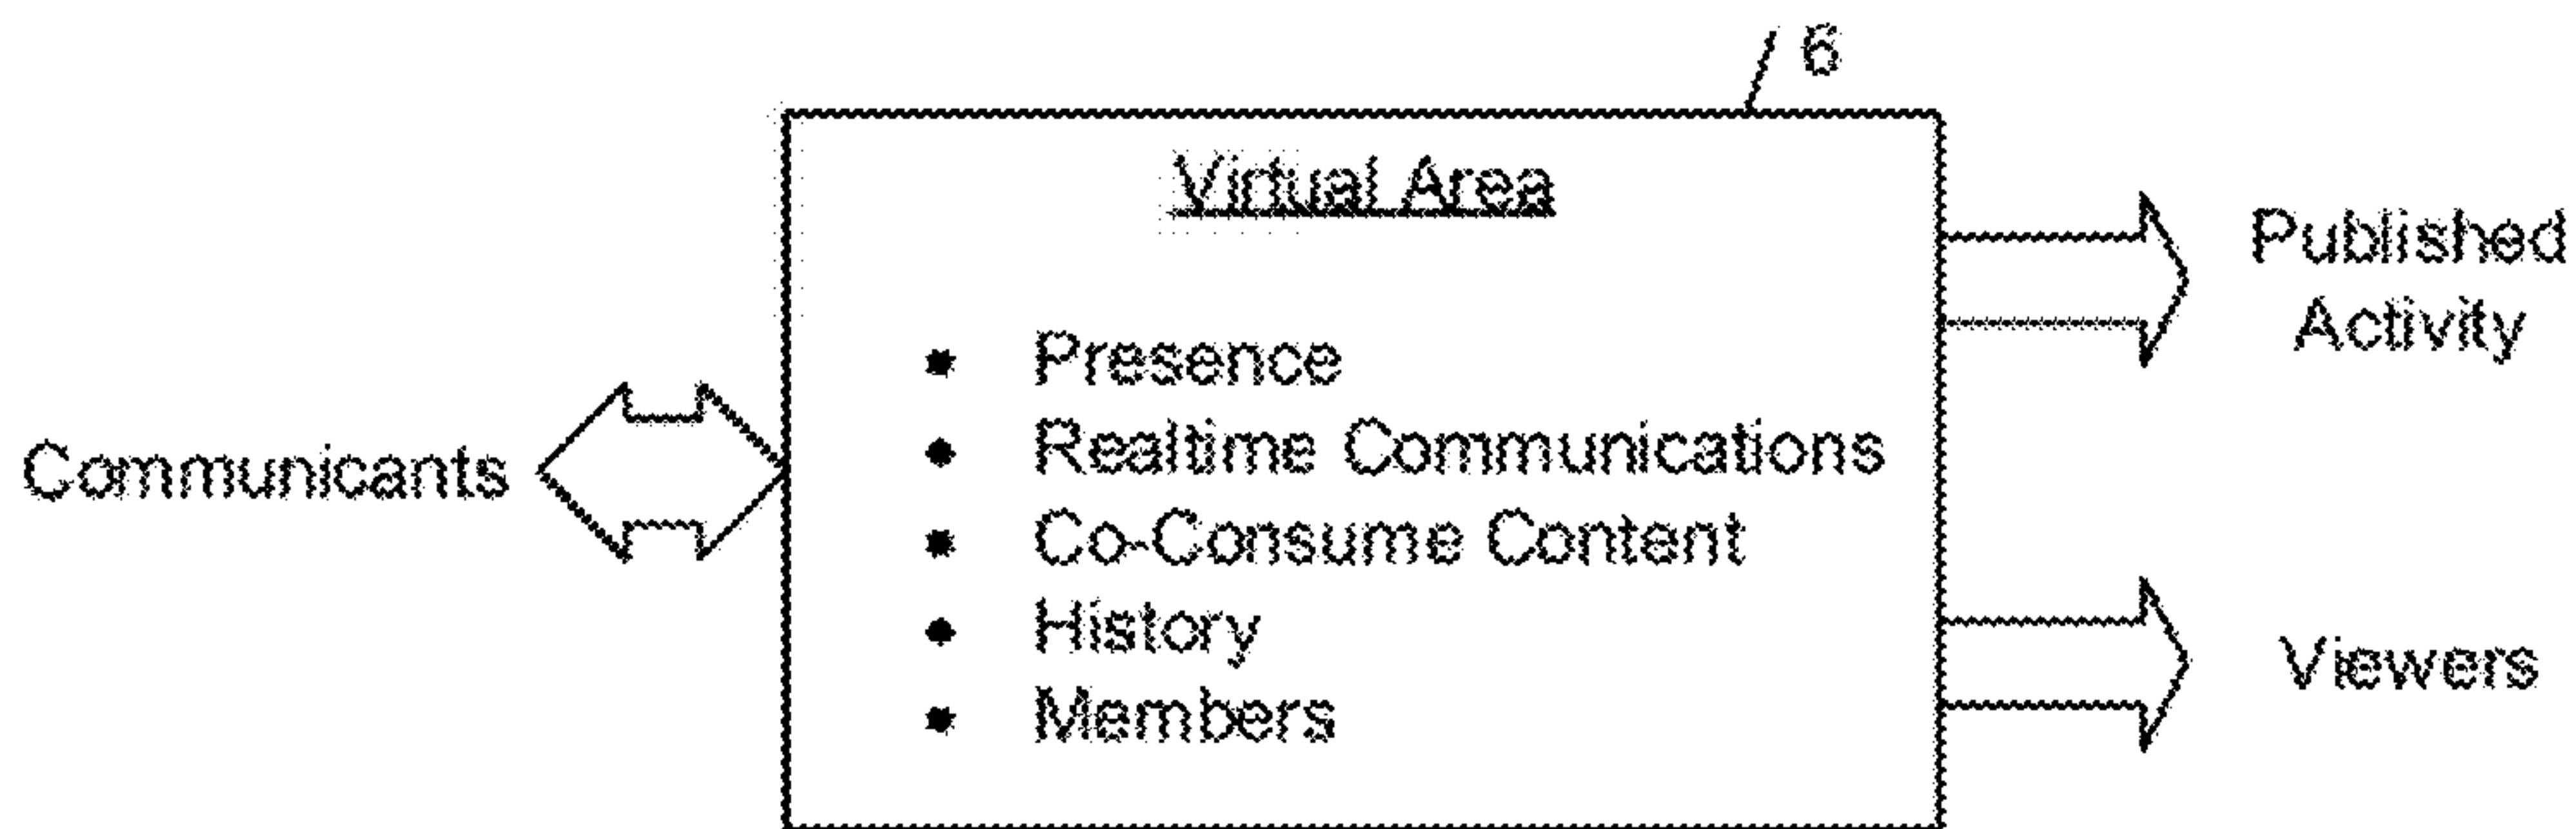 6
Virtual Area
Published
Activity
• Presence
• Realtime Communications
Communicants
• Co-Consume Content
• History
• Members
Viewers